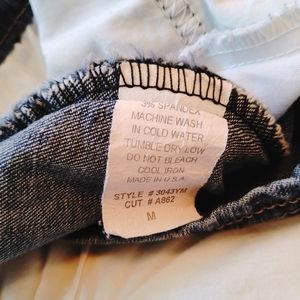 3% SPANDEX
MACHINE WASH
IN COLD WATER
TUMBLE DRY LOW
DO NOT BLEACH
COOL IRON
MADE IN U.S.A.
STYLE # 3043YM
CUT # A862
M